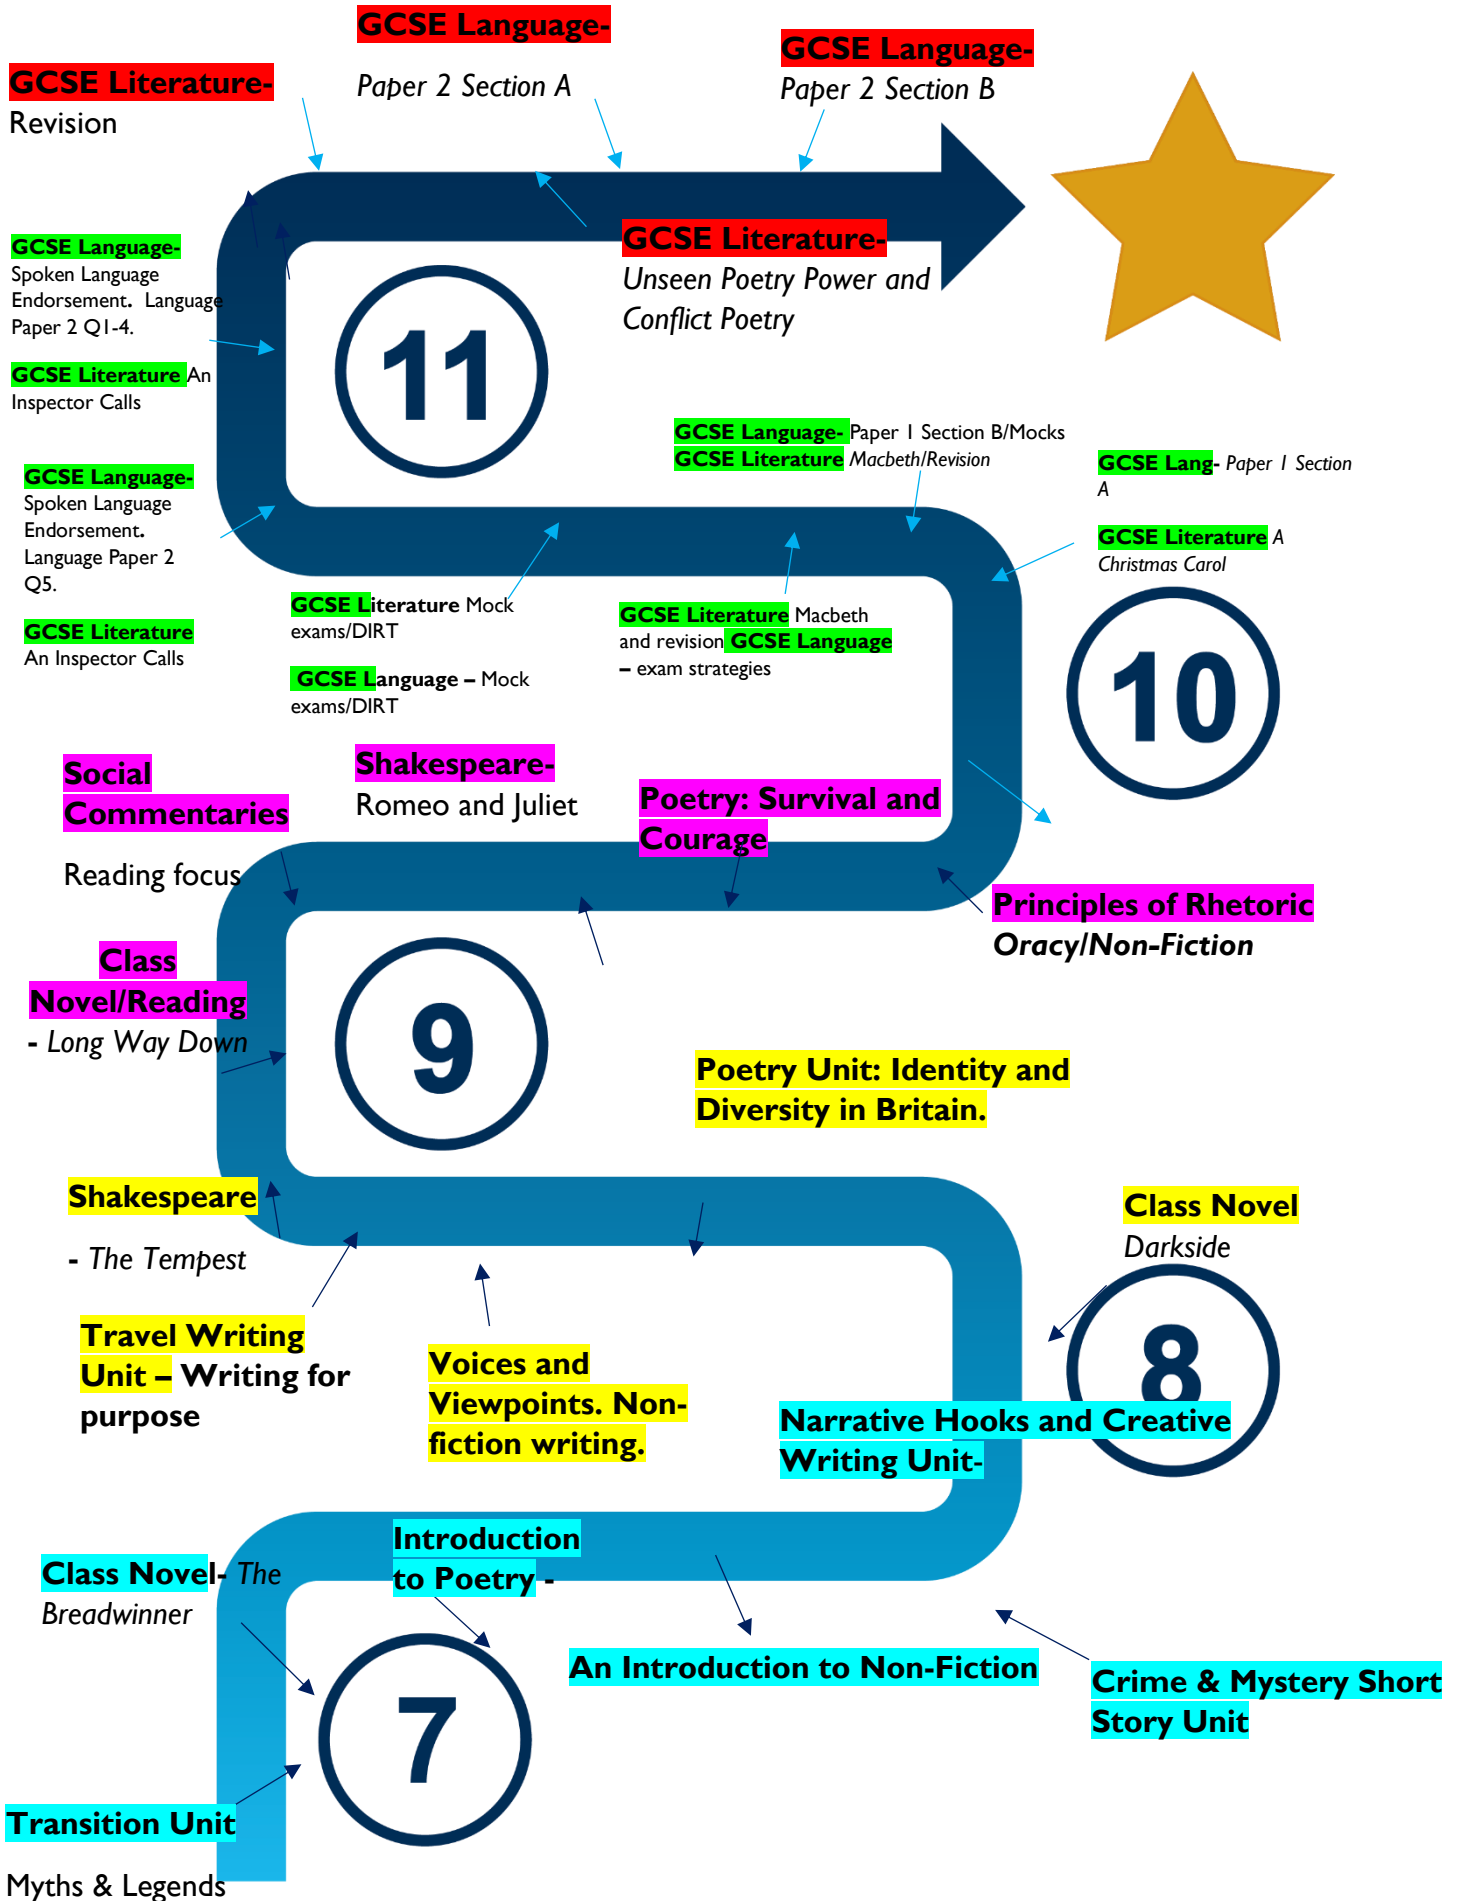 GCSE Language-
Paper 2 Section A
GCSE Language-
Paper 2 Section B
GCSE Literature-
Revision
GCSE Literature-
Unseen Poetry Power and
Conflict Poetry
GCSE Language-
Spoken Language
Endorsement. Language
Paper 2 Q1-4.
GCSE Literature An
Inspector Calls
11
GCSE Language- Paper 1 Section B/Mocks
GCSE Literature Macbeth/Revision
GCSE Lang- Paper 1 Section
A
GCSE Literature A
Christmas Carol
GCSE Language-
Spoken Language
Endorsement.
Language Paper 2
Q5.
GCSE Literature
An Inspector Calls
GCSE Literature Mock
exams/DIRT
GCSE Language – Mock
exams/DIRT
GCSE Literature Macbeth
and revision GCSE Language
– exam strategies
10
Social
Commentaries
Reading focus
Shakespeare-
Romeo and Juliet
Poetry: Survival and
Courage
Principles of Rhetoric
Oracy/Non-Fiction
Class
Novel/Reading
- Long Way Down
9
Poetry Unit: Identity and
Diversity in Britain.
Shakespeare
- The Tempest
Class Novel
Darkside
8
Travel Writing
Unit – Writing for
purpose
Voices and
Viewpoints. Non-
fiction writing.
Narrative Hooks and Creative
Writing Unit-
Introduction
to Poetry -
Class Novel- The
Breadwinner
An Introduction to Non-Fiction
Crime & Mystery Short
Story Unit
7
Transition Unit
Myths & Legends